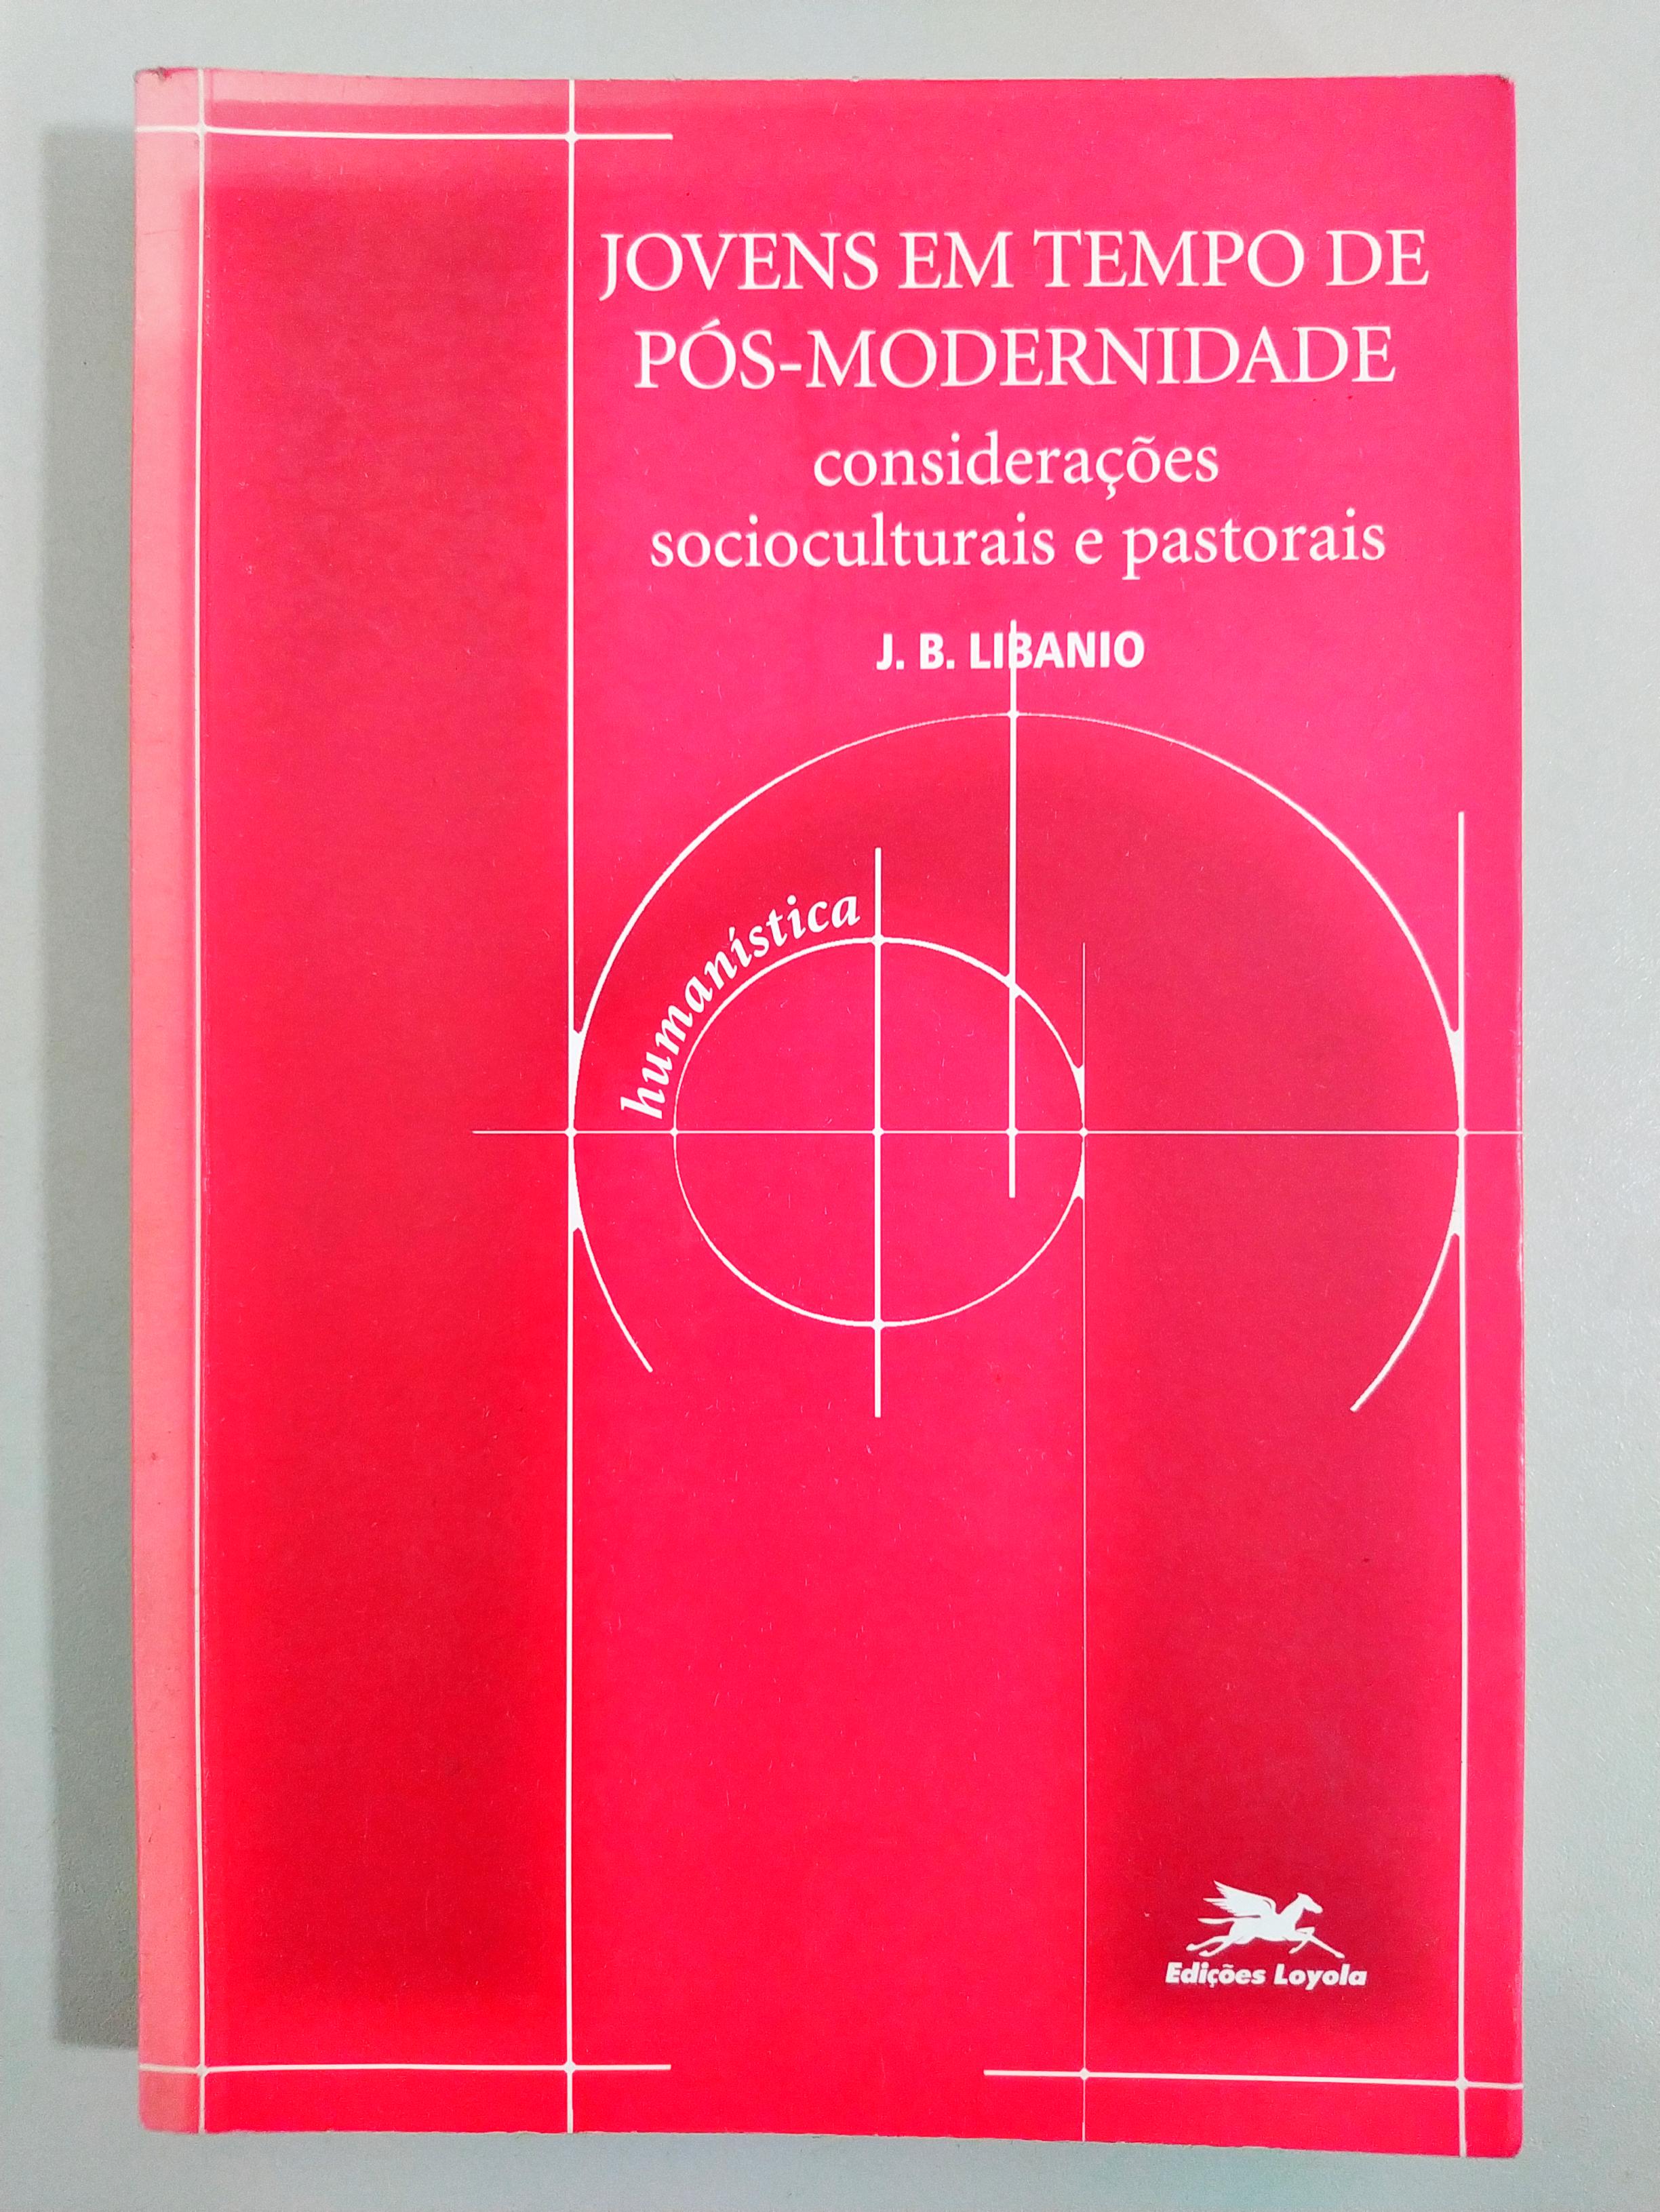 JOVENS EM TEMPO DE
PÓS-MODERNIDADE
considerações
socioculturais e pastorais
J. B. LIBANIO
humanística
Edições Loyola